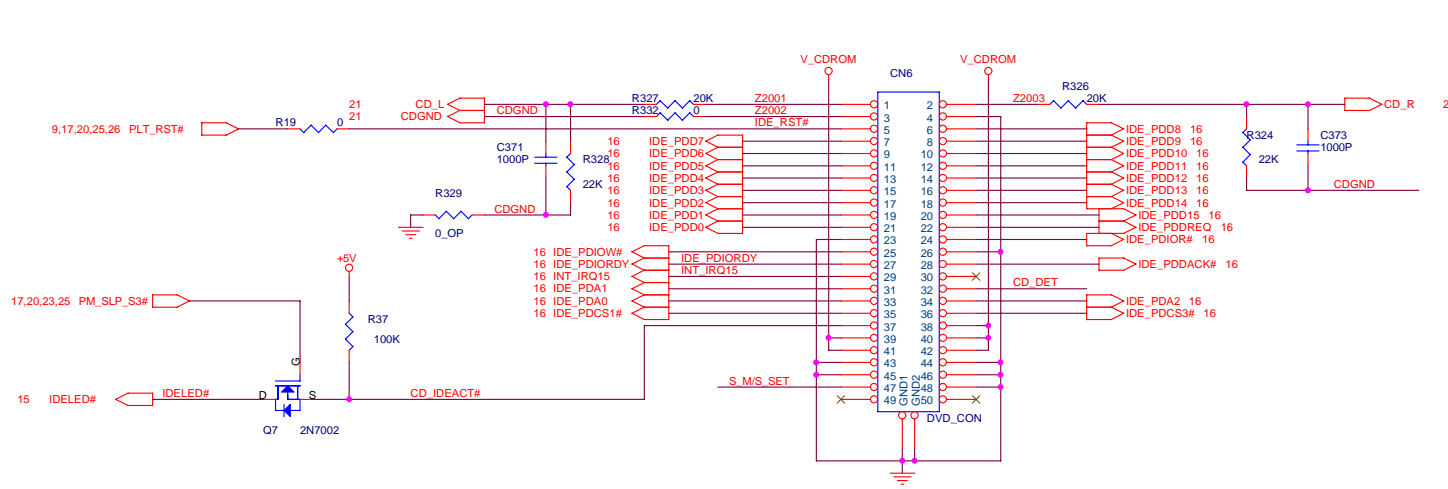 V_CDROM V_CDROM
CN6
R326
21 CD_L CDGND R327 20K Z2001 1 2 Z2003 20K CD_R 2
21 CDGND R332 0 Z2002 3 4
9,17,20,25,26 PLT_RST# R19 0 IDE_RST# 5 6 IDE_PDD8 16
R324 C373
1000P
22K
C371
1000P
R328
22K
16 IDE_PDD7 7 8 IDE_PDD9 16
16 IDE_PDD6 9 10 IDE_PDD10 16
16 IDE_PDD5 11 12 IDE_PDD11 16
16 IDE_PDD4 13 14 IDE_PDD12 16
16 IDE_PDD3 15 16 IDE_PDD13 16
CDGND
R329
0_OP
CDGND
16 IDE_PDD2 17 18 IDE_PDD14 16
16 IDE_PDD1 19 20 IDE_PDD15 16
16 IDE_PDD0 21 22 IDE_PDDREQ 16
23 24 IDE_PDIOR# 16
16 IDE_PDIOW# 25 26
16 IDE_PDIORDY IDE_PDIORDY 27 28 IDE_PDDACK# 16
16 INT_IRQ15 INT_IRQ15 29 30
16 IDE_PDA1 31 32 CD_DET
16 IDE_PDA0 33 34 IDE_PDA2 16
16 IDE_PDCS1# 35 36 IDE_PDCS3# 16
37 38
39 40
41 42
43 44
45 46
S_M/S_SET 47 48
49 50
GND1 GND2
DVD_CON
+5V
17,20,23,25 PM_SLP_S3#
R37
100K
G
15 IDELED# IDELED# D S CD_IDEACT#
Q7 2N7002